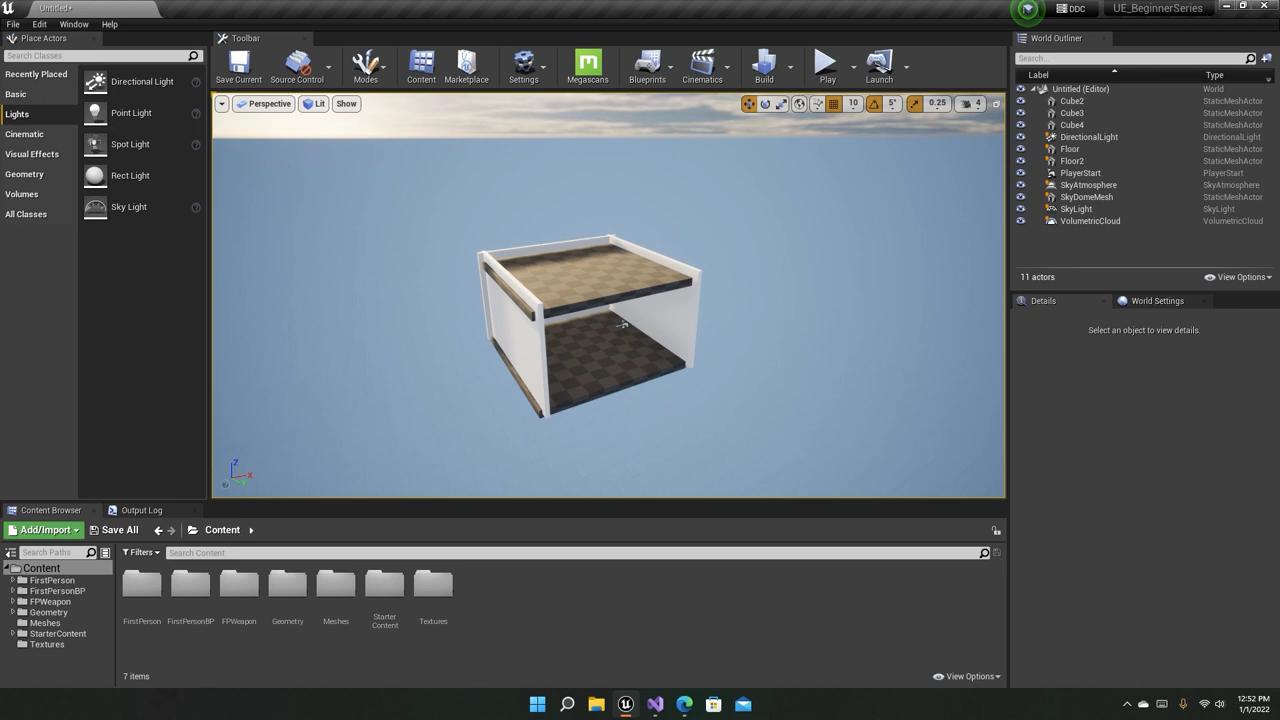 Untitled*
DDC
UE_BeginnerSeries
File Edit Window Help
Place Actors
Search Classes
Recently Placed
Basic
Lights
Cinematic
Visual Effects
Geometry
Volumes
All Classes
Directional Light
Point Light
Spot Light
Rect Light
Sky Light
Toolbar
Save Current
Source Control
Modes
Content
Marketplace
Settings
Megascans
Blueprints
Cinematics
Build
Play
Launch
Perspective
Lit
Show
10
5°
0.25
4
Z
X
World Outliner
Search...
Label Type
Untitled (Editor) World
Cube2 StaticMeshActor
Cube3 StaticMeshActor
Cube4 StaticMeshActor
DirectionalLight DirectionalLight
Floor StaticMeshActor
Floor2 StaticMeshActor
PlayerStart PlayerStart
SkyAtmosphere SkyAtmosphere
SkyDomeMesh StaticMeshActor
SkyLight SkyLight
VolumetricCloud VolumetricCloud
11 actors
View Options
Details
World Settings
Select an object to view details.
Content Browser
Output Log
Add/Import
Save All
Content
Search Paths
Filters
Search Content
Content
FirstPerson
FirstPersonBP
FPWeapon
Geometry
Meshes
StarterContent
Textures
FirstPerson
FirstPersonBP
FPWeapon
Geometry
Meshes
Starter
Content
Textures
7 items
View Options
12:52 PM
1/1/2022